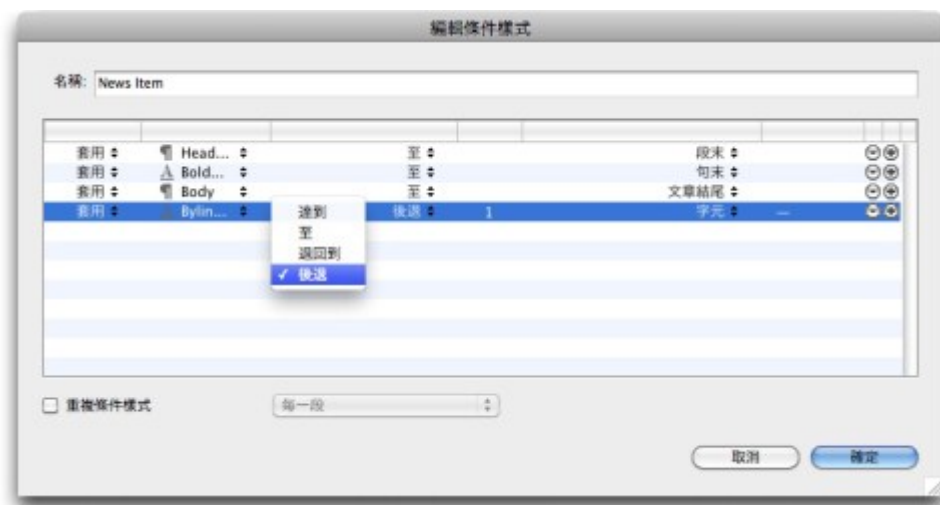 編輯條件樣式
名稱: News Item
套用 ¶ Head... 至 段末
套用 A Bold... 至 句末
套用 ¶ Body 至 文章結尾
套用 A Bylin... 後退 1 字元 —
達到
至
退回到
✓ 後退
重複條件樣式 每一段
取消 確定